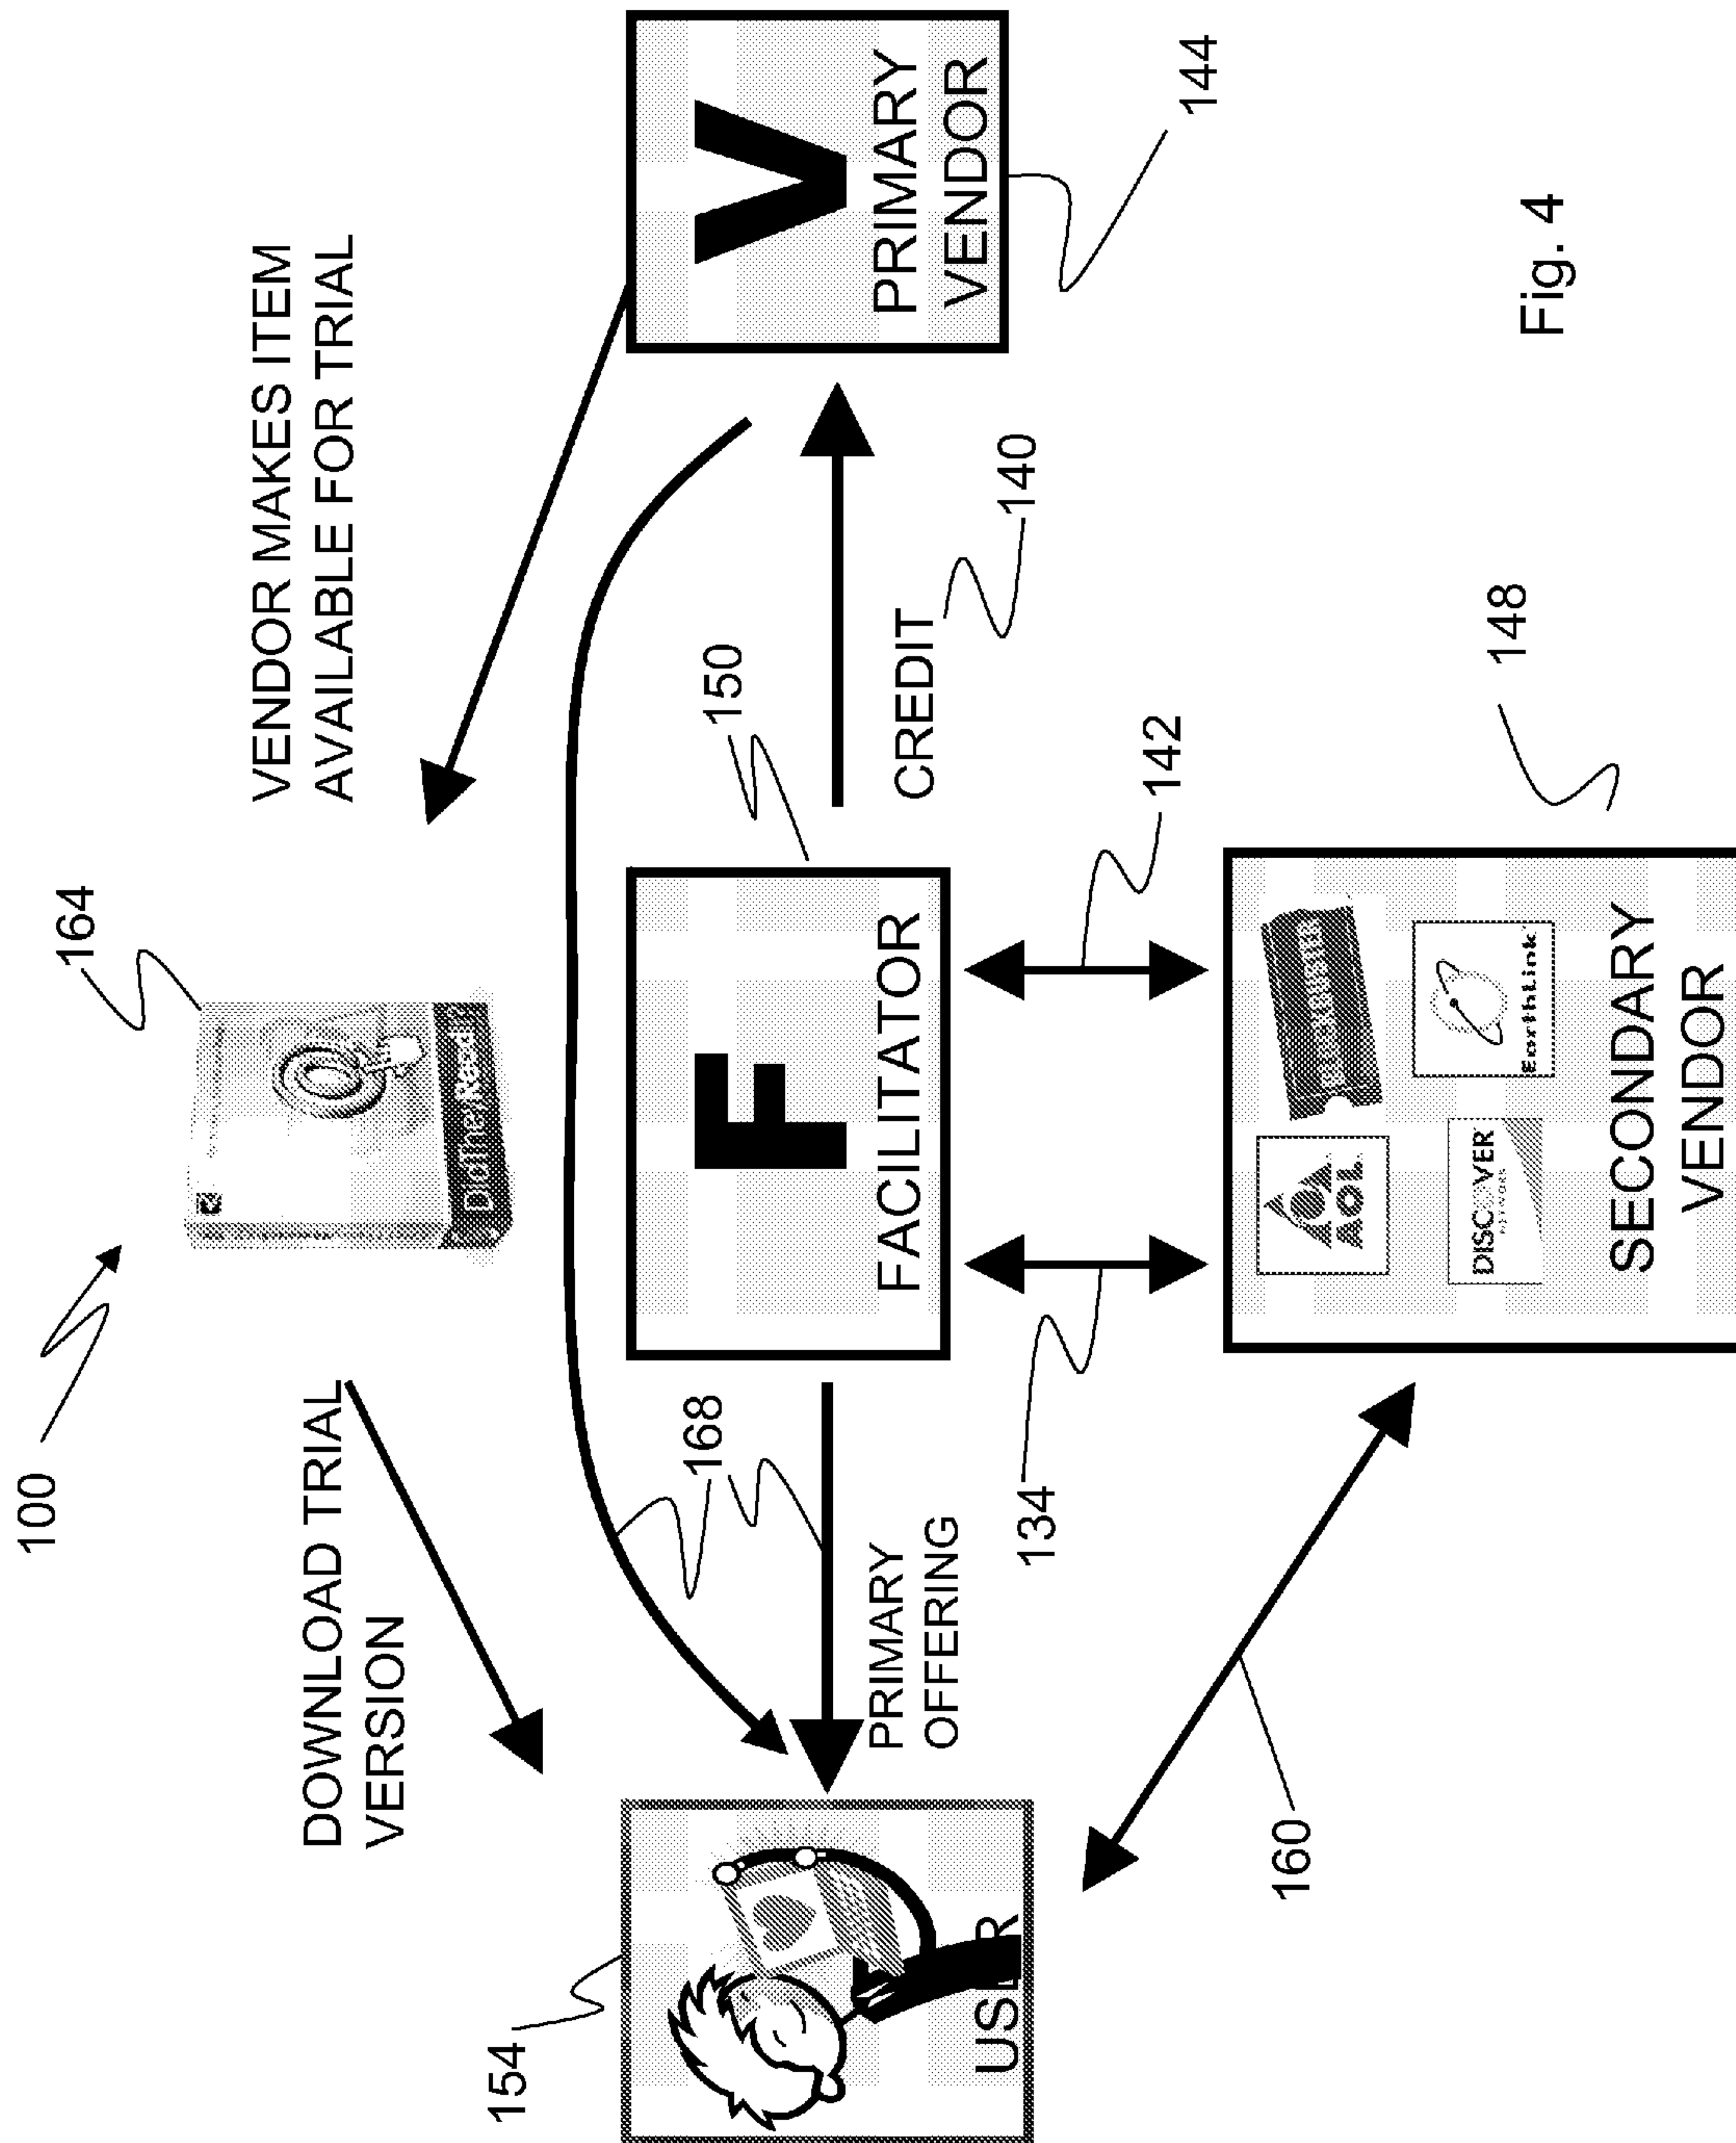 100
164
VENDOR MAKES ITEM
AVAILABLE FOR TRIAL
DOWNLOAD TRIAL
VERSION
154
USER
168
PRIMARY
OFFERING
F
FACILITATOR
150
CREDIT
140
V
PRIMARY
VENDOR
144
134
142
160
AOL
DISCOVER
NETWORK
EarthLink
SECONDARY
VENDOR
148
Fig. 4